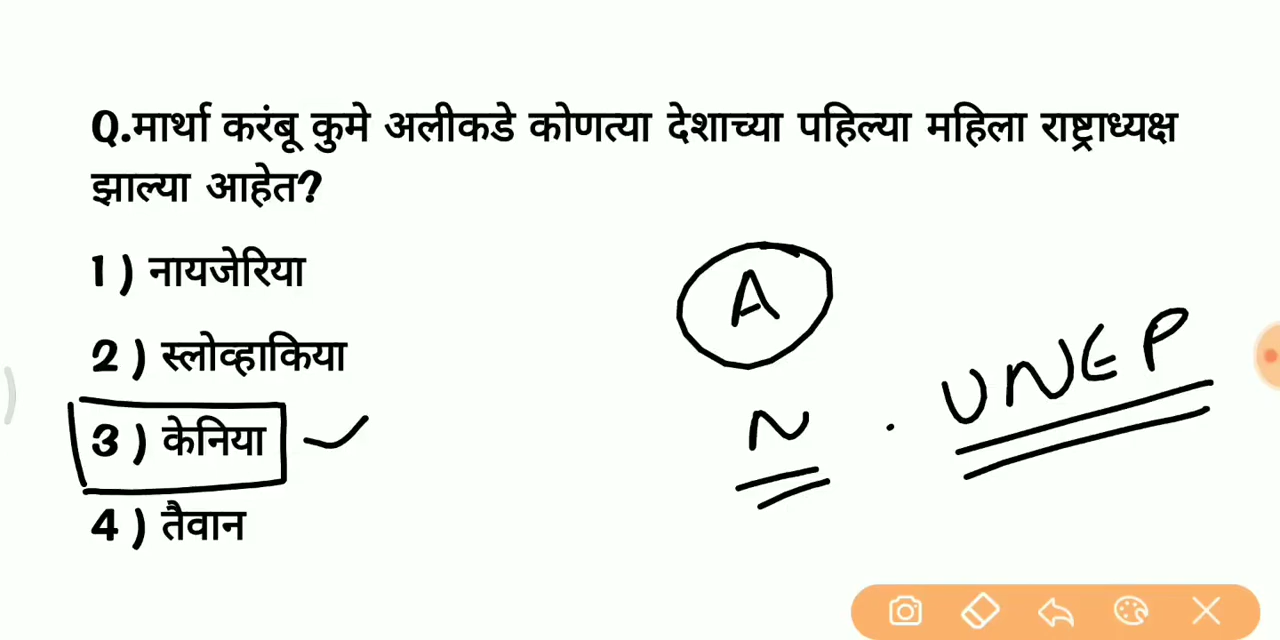 Q.मार्था करंबू कुमे अलीकडे कोणत्या देशाच्या पहिल्या महिला राष्ट्राध्यक्ष
झाल्या आहेत?
1 ) नायजेरिया
2 ) स्लोव्हाकिया
3 ) केनिया
4 ) तैवान
A
N . UNEP